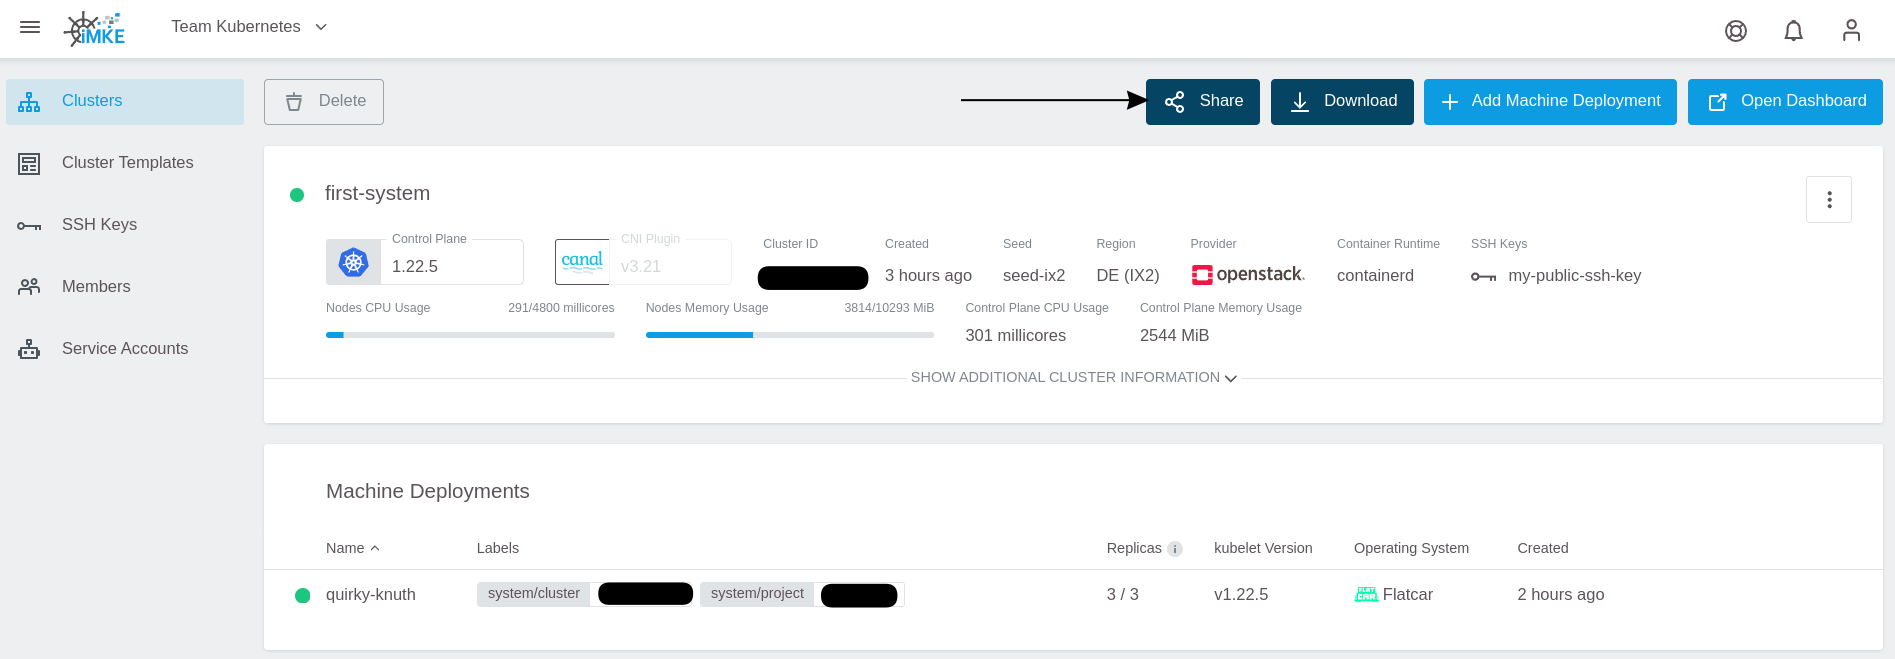 iMKE
Team Kubernetes
Clusters
Cluster Templates
SSH Keys
Members
Service Accounts
Delete
Share
Download
Add Machine Deployment
Open Dashboard
first-system
Control Plane
1.22.5
canal
CNI Plugin
v3.21
Cluster ID
Created
3 hours ago
Seed
seed-ix2
Region
DE (IX2)
Provider
openstack.
Container Runtime
containerd
SSH Keys
my-public-ssh-key
Nodes CPU Usage 291/4800 millicores
Nodes Memory Usage 3814/10293 MiB
Control Plane CPU Usage
301 millicores
Control Plane Memory Usage
2544 MiB
SHOW ADDITIONAL CLUSTER INFORMATION
Machine Deployments
Name Labels Replicas kubelet Version Operating System Created
quirky-knuth system/cluster system/project 3 / 3 v1.22.5 Flatcar 2 hours ago